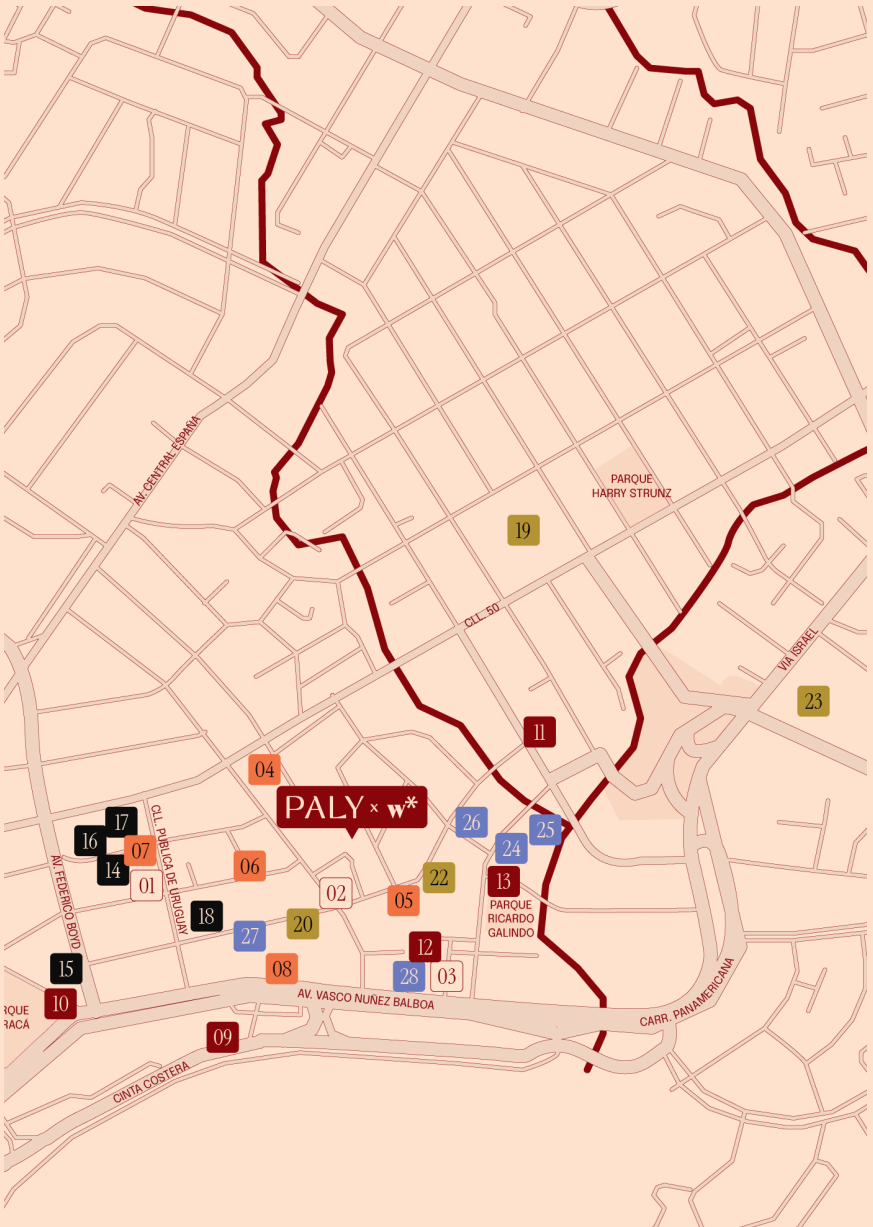 AV. CENTRAL ESPAÑA
PARQUE
HARRY STRUNZ
19
CLL. 50
VIA ISRAEL
23
11
04
PALY × w*
CLL. PUBLICA DE URUGUAY
17
16
07
14
01
26
25
24
06
22
13
02
05
PARQUE
RICARDO
GALINDO
AV. FEDERICO BOYD
18
20
27
12
15
08
28
03
10
RQUE
RACÁ
AV. VASCO NUÑEZ BALBOA
CARR. PANAMERICANA
09
CINTA COSTERA